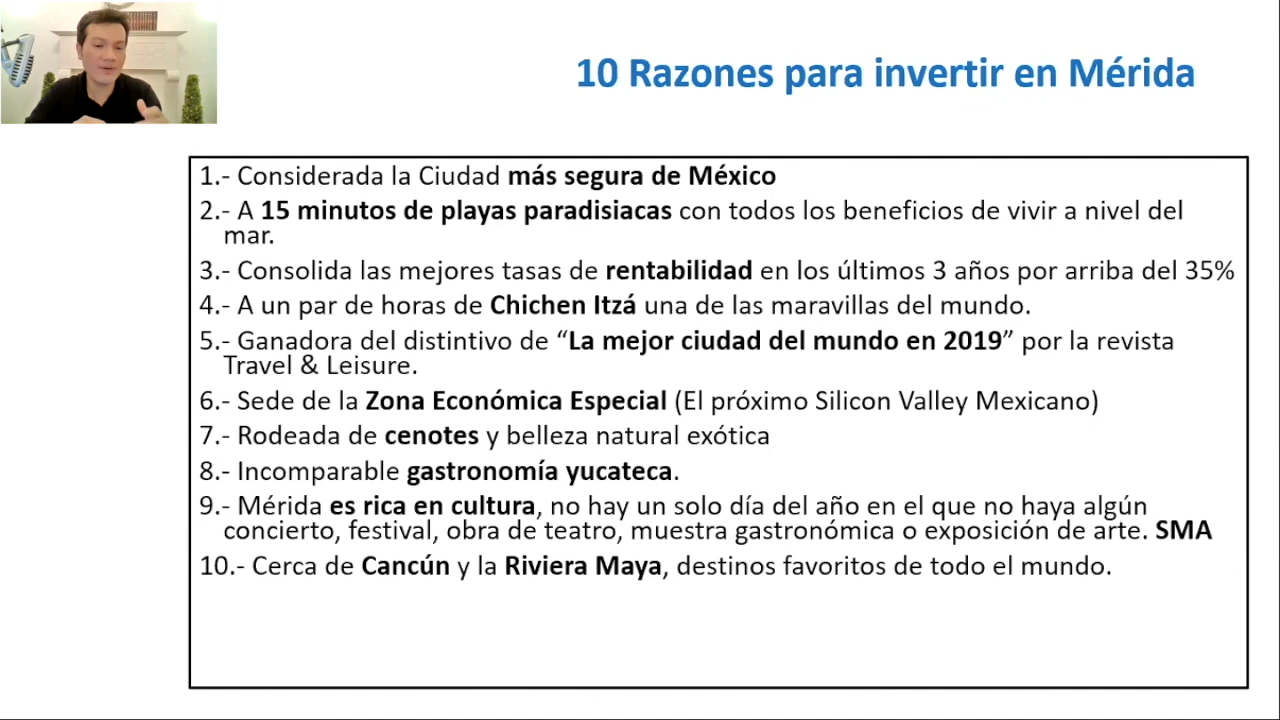 10 Razones para invertir en Mérida
1.- Considerada la Ciudad más segura de México
2.- A 15 minutos de playas paradisiacas con todos los beneficios de vivir a nivel del
mar.
3.- Consolida las mejores tasas de rentabilidad en los últimos 3 años por arriba del 35%
4.- A un par de horas de Chichen Itzá una de las maravillas del mundo.
5.- Ganadora del distintivo de “La mejor ciudad del mundo en 2019” por la revista
Travel & Leisure.
6.- Sede de la Zona Económica Especial (El próximo Silicon Valley Mexicano)
7.- Rodeada de cenotes y belleza natural exótica
8.- Incomparable gastronomía yucateca.
9.- Mérida es rica en cultura, no hay un solo día del año en el que no haya algún
concierto, festival, obra de teatro, muestra gastronómica o exposición de arte. SMA
10.- Cerca de Cancún y la Riviera Maya, destinos favoritos de todo el mundo.